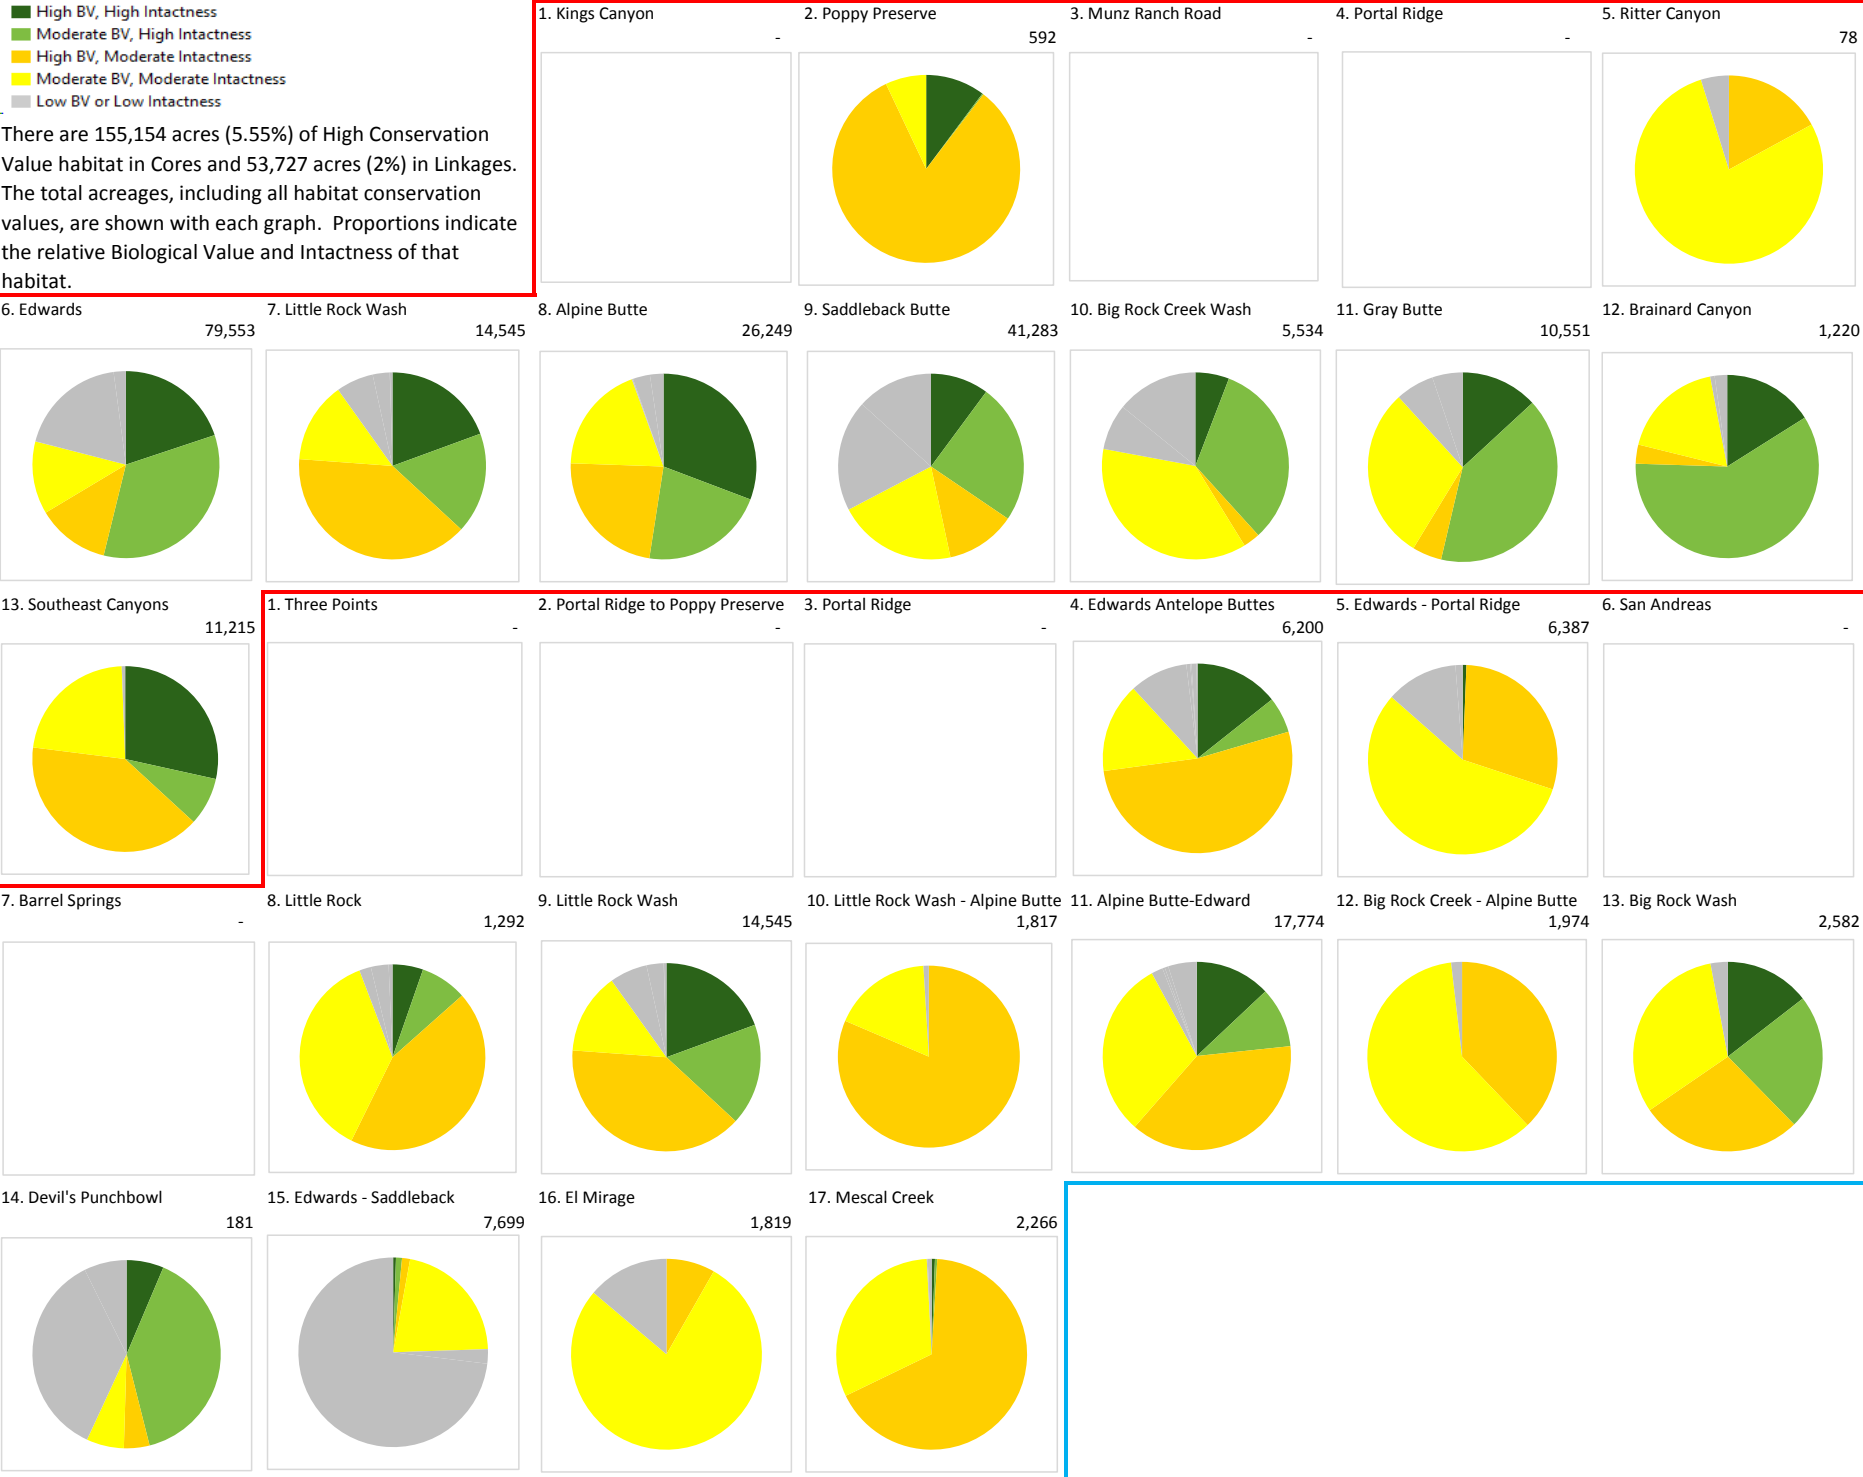 High BV, High Intactness
Moderate BV, High Intactness
High BV, Moderate Intactness
Moderate BV, Moderate Intactness
Low BV or Low Intactness
There are 155,154 acres (5.55%) of High Conservation
Value habitat in Cores and 53,727 acres (2%) in Linkages.
The total acreages, including all habitat conservation
values, are shown with each graph.  Proportions indicate
the relative Biological Value and Intactness of that
habitat.
1. Kings Canyon
-
2. Poppy Preserve
592
3. Munz Ranch Road
-
4. Portal Ridge
-
5. Ritter Canyon
78
6. Edwards
79,553
7. Little Rock Wash
14,545
8. Alpine Butte
26,249
9. Saddleback Butte
41,283
10. Big Rock Creek Wash
5,534
11. Gray Butte
10,551
12. Brainard Canyon
1,220
13. Southeast Canyons
11,215
1. Three Points
-
2. Portal Ridge to Poppy Preserve
-
3. Portal Ridge
-
4. Edwards Antelope Buttes
6,200
5. Edwards - Portal Ridge
6,387
6. San Andreas
-
7. Barrel Springs
-
8. Little Rock
1,292
9. Little Rock Wash
14,545
10. Little Rock Wash - Alpine Butte
1,817
11. Alpine Butte-Edward
17,774
12. Big Rock Creek - Alpine Butte
1,974
13. Big Rock Wash
2,582
14. Devil's Punchbowl
181
15. Edwards - Saddleback
7,699
16. El Mirage
1,819
17. Mescal Creek
2,266